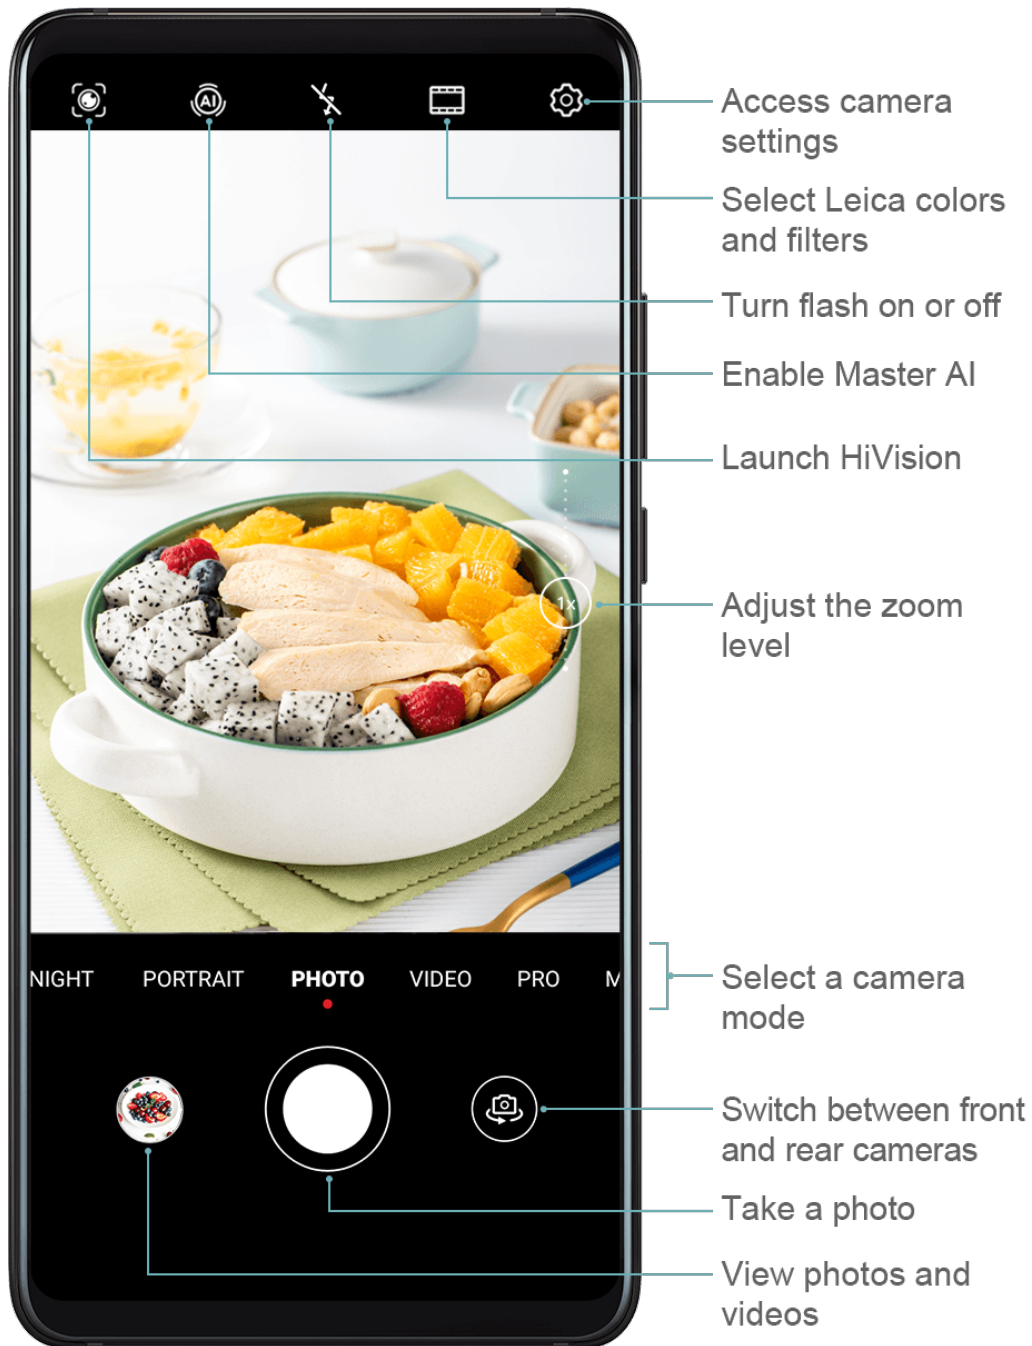 AI
Access camera
settings
Select Leica colors
and filters
Turn flash on or off
Enable Master AI
Launch HiVision
1x
Adjust the zoom
level
NIGHT PORTRAIT PHOTO VIDEO PRO M
Select a camera
mode
Switch between front
and rear cameras
Take a photo
View photos and
videos